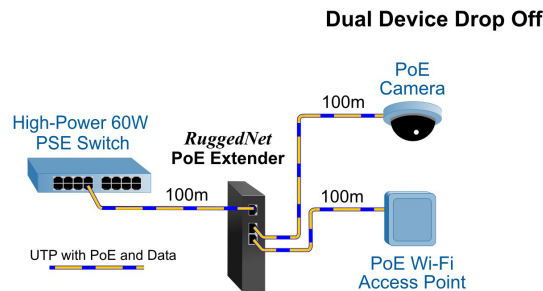 Dual Device Drop Off
PoE
Camera
100m
High-Power 60W
PSE Switch
RuggedNet
PoE Extender
100m
100m
UTP with PoE and Data
PoE Wi-Fi
Access Point